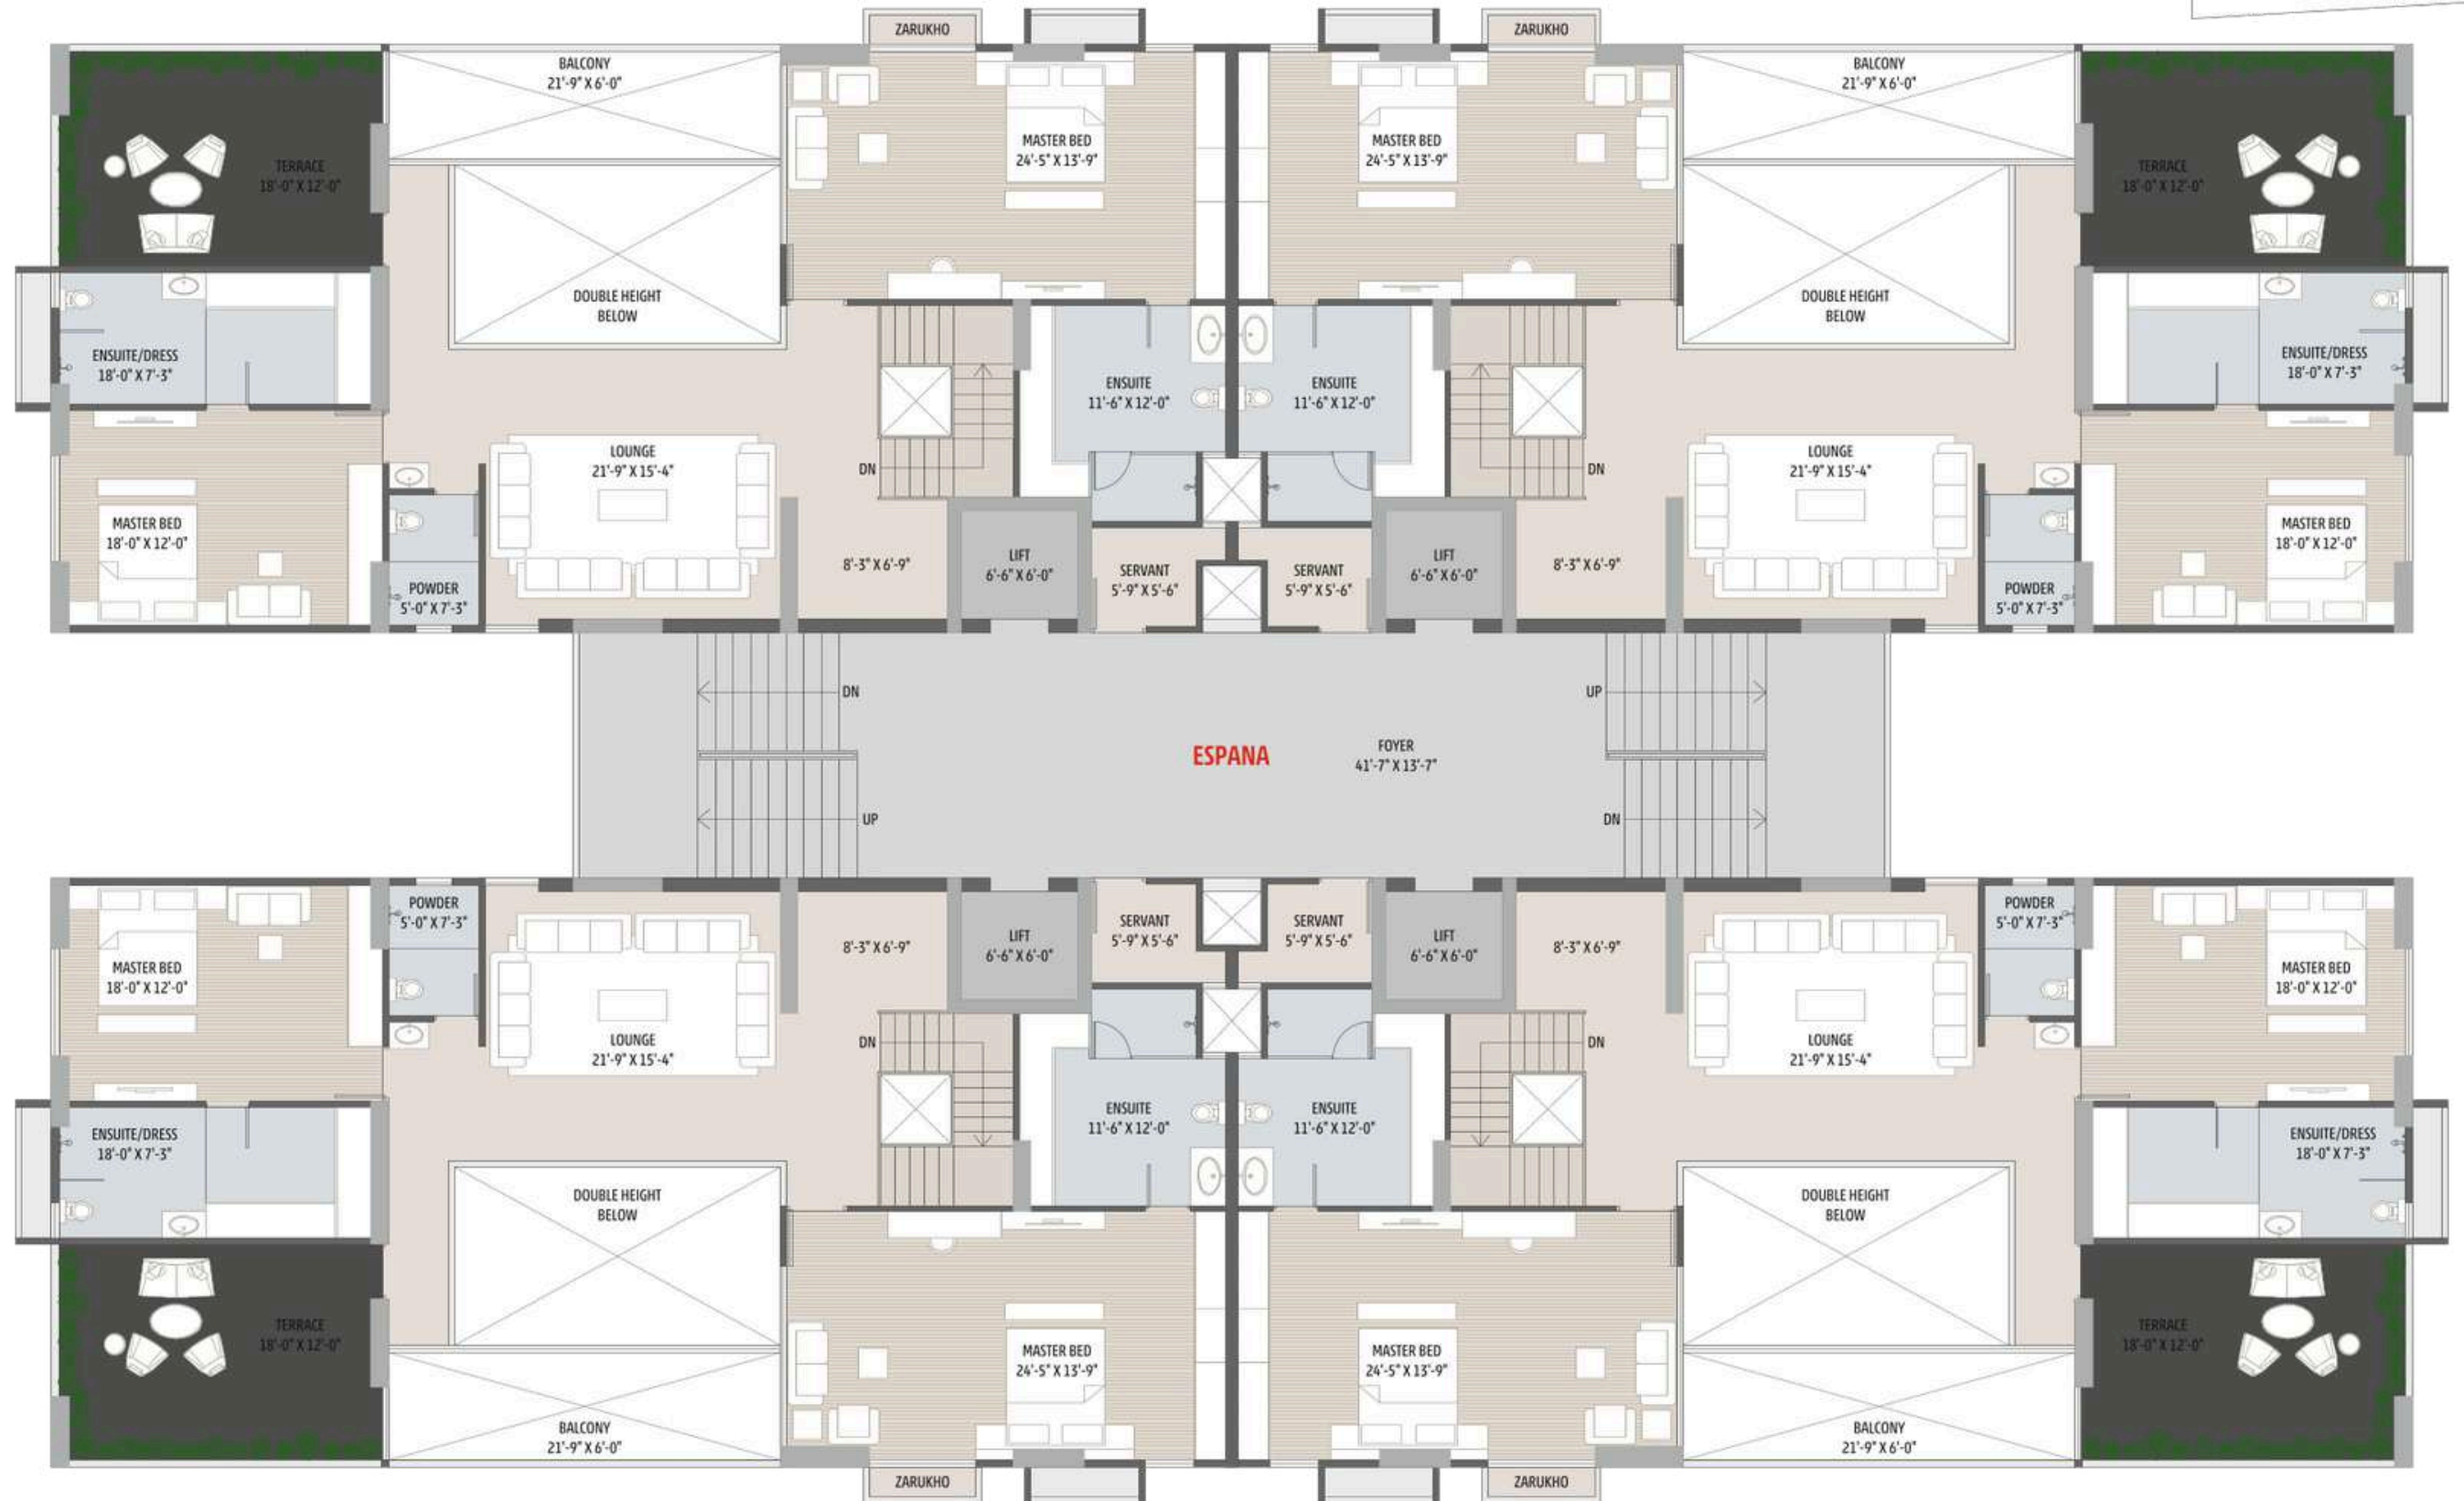 ZARUKHO
ZARUKHO
BALCONY
21'-9" X 6'-0"
BALCONY
21'-9" X 6'-0"
MASTER BED
24'-5" X 13'-9"
MASTER BED
24'-5" X 13'-9"
TERRACE
18'-0" X 12'-0"
TERRACE
18'-0" X 12'-0"
DOUBLE HEIGHT
BELOW
DOUBLE HEIGHT
BELOW
ENSUITE/DRESS
18'-0" X 7'-3"
ENSUITE
11'-6" X 12'-0"
ENSUITE
11'-6" X 12'-0"
ENSUITE/DRESS
18'-0" X 7'-3"
LOUNGE
21'-9" X 15'-4"
DN
DN
LOUNGE
21'-9" X 15'-4"
MASTER BED
18'-0" X 12'-0"
POWDER
5'-0" X 7'-3"
8'-3" X 6'-9"
LIFT
6'-6" X 6'-0"
SERVANT
5'-9" X 5'-6"
SERVANT
5'-9" X 5'-6"
LIFT
6'-6" X 6'-0"
8'-3" X 6'-9"
POWDER
5'-0" X 7'-3"
MASTER BED
18'-0" X 12'-0"
DN
UP
ESPANA
FOYER
41'-7" X 13'-7"
UP
DN
POWDER
5'-0" X 7'-3"
SERVANT
5'-9" X 5'-6"
SERVANT
5'-9" X 5'-6"
POWDER
5'-0" X 7'-3"
8'-3" X 6'-9"
LIFT
6'-6" X 6'-0"
LIFT
6'-6" X 6'-0"
8'-3" X 6'-9"
MASTER BED
18'-0" X 12'-0"
MASTER BED
18'-0" X 12'-0"
LOUNGE
21'-9" X 15'-4"
DN
DN
LOUNGE
21'-9" X 15'-4"
ENSUITE/DRESS
18'-0" X 7'-3"
ENSUITE
11'-6" X 12'-0"
ENSUITE
11'-6" X 12'-0"
ENSUITE/DRESS
18'-0" X 7'-3"
DOUBLE HEIGHT
BELOW
DOUBLE HEIGHT
BELOW
TERRACE
18'-0" X 12'-0"
MASTER BED
24'-5" X 13'-9"
MASTER BED
24'-5" X 13'-9"
TERRACE
18'-0" X 12'-0"
BALCONY
21'-9" X 6'-0"
BALCONY
21'-9" X 6'-0"
ZARUKHO
ZARUKHO